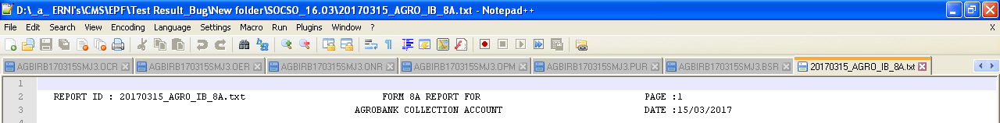 D:\_a_ ERNI's\CMS\EPF\Test Result_Bug\New folder\SOCSO_16.03\20170315_AGRO_IB_8A.txt - Notepad++
File Edit Search View Encoding Language Settings Macro Run Plugins Window ? X
AGBIRB170315SMJ3.OCR AGBIRB170315SMJ3.OER AGBIRB170315SMJ3.ONR AGBIRB170315SMJ3.OPM AGBIRB170315SMJ3.PUR AGBIRB170315SMJ3.BSR 20170315_AGRO_IB_8A.txt
1
2 REPORT ID : 20170315_AGRO_IB_8A.txt FORM 8A REPORT FOR PAGE :1
3 AGROBANK COLLECTION ACCOUNT DATE :15/03/2017